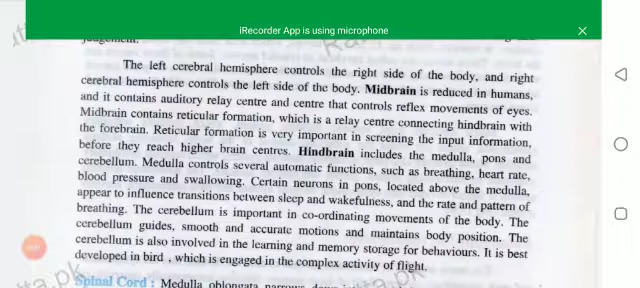 iRecorder App is using microphone
judgement.
The left cerebral hemisphere controls the right side of the body, and right
cerebral hemisphere controls the left side of the body. Midbrain is reduced in humans,
and it contains auditory relay centre and centre that controls reflex movements of eyes.
Midbrain contains reticular formation, which is a relay centre connecting hindbrain with
the forebrain. Reticular formation is very important in screening the input information,
before they reach higher brain centres. Hindbrain includes the medulla, pons and
cerebellum. Medulla controls several automatic functions, such as breathing, heart rate,
blood pressure and swallowing. Certain neurons in pons, located above the medulla,
appear to influence transitions between sleep and wakefulness, and the rate and pattern of
breathing. The cerebellum is important in co-ordinating movements of the body. The
cerebellum guides, smooth and accurate motions and maintains body position. The
cerebellum is also involved in the learning and memory storage for behaviours. It is best
developed in bird , which is engaged in the complex activity of flight.
Spinal Cord : Medulla oblongata narrows